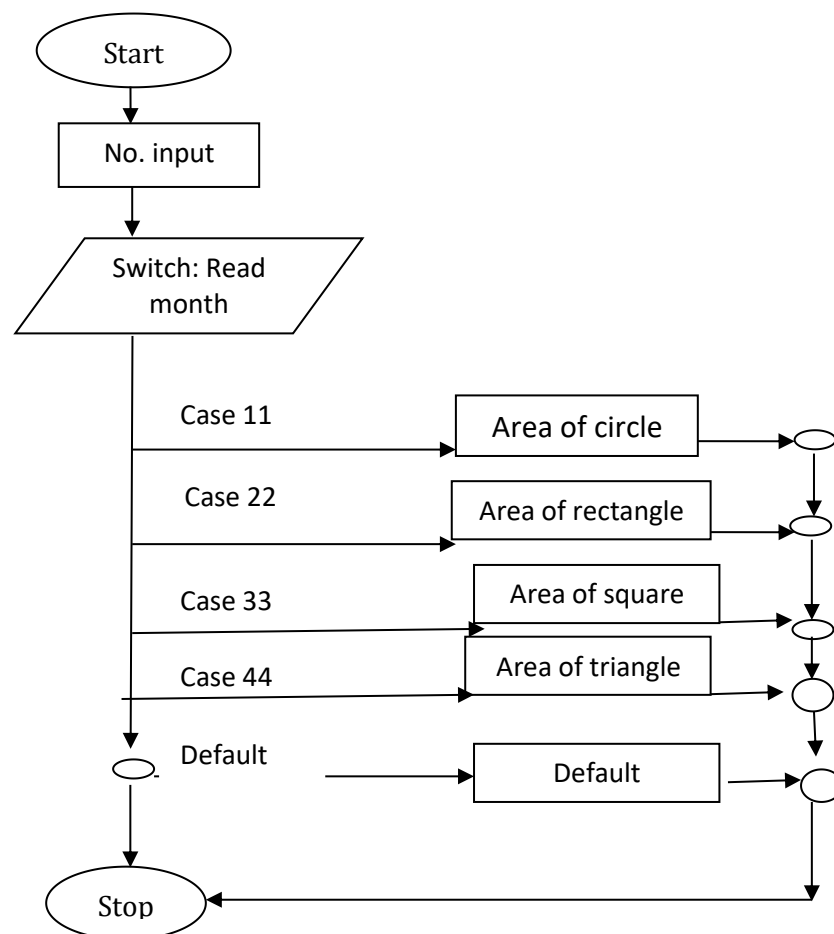 Start
No. input
Switch: Read
month
Case 11
Area of circle
Case 22
Area of rectangle
Case 33
Area of square
Case 44
Area of triangle
Default
Default
Stop